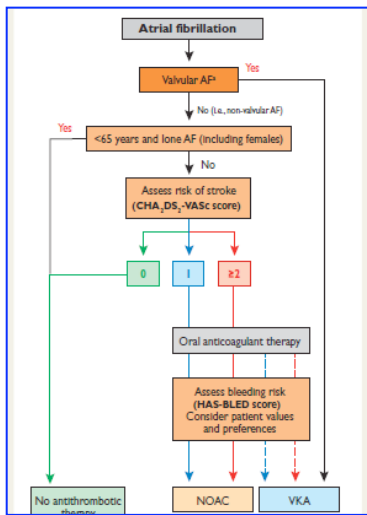 Atrial fibrillation
Valvular AFᵃ
Yes
No (i.e., non-valvular AF)
Yes
<65 years and lone AF (including females)
No
Assess risk of stroke
(CHA₂DS₂-VASc score)
0
1
≥2
Oral anticoagulant therapy
Assess bleeding risk
(HAS-BLED score)
Consider patient values
and preferences
No antithrombotic
therapy
NOAC
VKA